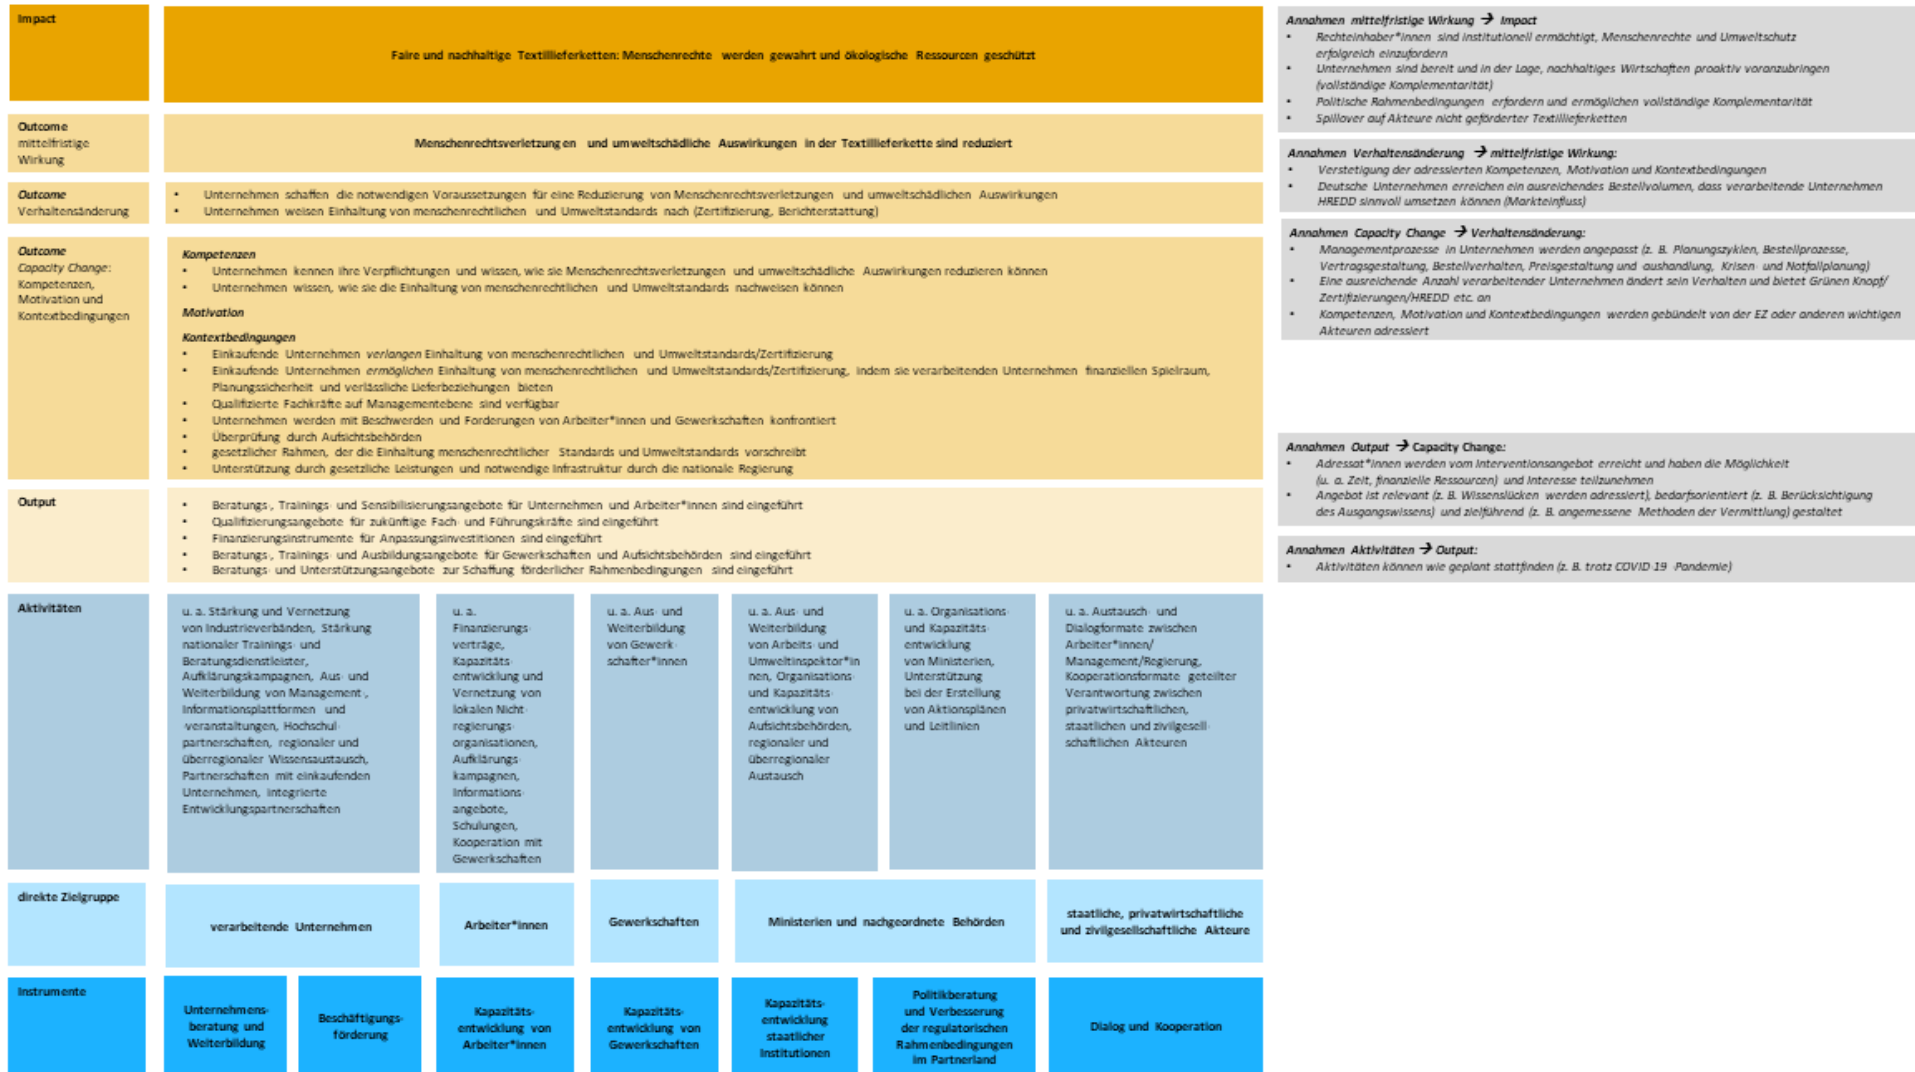 Impact
Faire und nachhaltige Textillieferketten: Menschenrechte werden gewahrt und ökologische Ressourcen geschützt
Outcome
mittelfristige
Wirkung
Menschenrechtsverletzungen und umweltschädliche Auswirkungen in der Textillieferkette sind reduziert
Outcome
Verhaltensänderung
• Unternehmen schaffen die notwendigen Voraussetzungen für eine Reduzierung von Menschenrechtsverletzungen und umweltschädlichen Auswirkungen
• Unternehmen weisen Einhaltung von menschenrechtlichen und Umweltstandards nach (Zertifizierung, Berichterstattung)
Outcome
Capacity Change:
Kompetenzen,
Motivation und
Kontextbedingungen
Kompetenzen
• Unternehmen kennen ihre Verpflichtungen und wissen, wie sie Menschenrechtsverletzungen und umweltschädliche Auswirkungen reduzieren können
• Unternehmen wissen, wie sie die Einhaltung von menschenrechtlichen und Umweltstandards nachweisen können
Motivation
Kontextbedingungen
• Einkaufende Unternehmen verlangen Einhaltung von menschenrechtlichen und Umweltstandards/Zertifizierung
• Einkaufende Unternehmen ermöglichen Einhaltung von menschenrechtlichen und Umweltstandards/Zertifizierung, indem sie verarbeitenden Unternehmen finanziellen Spielraum,
Planungssicherheit und verlässliche Lieferbeziehungen bieten
• Qualifizierte Fachkräfte auf Managementebene sind verfügbar
• Unternehmen werden mit Beschwerden und Forderungen von Arbeiter*innen und Gewerkschaften konfrontiert
• Überprüfung durch Aufsichtsbehörden
• gesetzlicher Rahmen, der die Einhaltung menschenrechtlicher Standards und Umweltstandards vorschreibt
• Unterstützung durch gesetzliche Leistungen und notwendige Infrastruktur durch die nationale Regierung
Output
• Beratungs-, Trainings- und Sensibilisierungsangebote für Unternehmen und Arbeiter*innen sind eingeführt
• Qualifizierungsangebote für zukünftige Fach- und Führungskräfte sind eingeführt
• Finanzierungsinstrumente für Anpassungsinvestitionen sind eingeführt
• Beratungs-, Trainings- und Ausbildungsangebote für Gewerkschaften und Aufsichtsbehörden sind eingeführt
• Beratungs- und Unterstützungsangebote zur Schaffung förderlicher Rahmenbedingungen sind eingeführt
Aktivitäten
u. a. Stärkung und Vernetzung
von Industrieverbänden, Stärkung
nationaler Trainings- und
Beratungsdienstleister,
Aufklärungskampagnen, Aus- und
Weiterbildung von Management-,
Informationsplattformen und
-veranstaltungen, Hochschul-
partnerschaften, regionaler und
überregionaler Wissensaustausch,
Partnerschaften mit einkaufenden
Unternehmen, integrierte
Entwicklungspartnerschaften
u. a.
Finanzierungs-
verträge,
Kapazitäts-
entwicklung und
Vernetzung von
lokalen Nicht-
regierungs-
organisationen,
Aufklärungs-
kampagnen,
Informations-
angebote,
Schulungen,
Kooperation mit
Gewerkschaften
u. a. Aus- und
Weiterbildung
von Gewerk-
schafter*innen
u. a. Aus- und
Weiterbildung
von Arbeits- und
Umweltinspektor*in
nen, Organisations-
und Kapazitäts-
entwicklung von
Aufsichtsbehörden,
regionaler und
überregionaler
Austausch
u. a. Organisations-
und Kapazitäts-
entwicklung
von Ministerien,
Unterstützung
bei der Erstellung
von Aktionsplänen
und Leitlinien
u. a. Austausch- und
Dialogformate zwischen
Arbeiter*innen/
Management/Regierung,
Kooperationsformate geteilter
Verantwortung zwischen
privatwirtschaftlichen,
staatlichen und zivilgesell-
schaftlichen Akteuren
direkte Zielgruppe
verarbeitende Unternehmen
Arbeiter*innen
Gewerkschaften
Ministerien und nachgeordnete Behörden
staatliche, privatwirtschaftliche
und zivilgesellschaftliche Akteure
Instrumente
Unternehmens-
beratung und
Weiterbildung
Beschäftigungs-
förderung
Kapazitäts-
entwicklung von
Arbeiter*innen
Kapazitäts-
entwicklung von
Gewerkschaften
Kapazitäts-
entwicklung
staatlicher
Institutionen
Politikberatung
und Verbesserung
der regulatorischen
Rahmenbedingungen
im Partnerland
Dialog und Kooperation
Annahmen mittelfristige Wirkung → Impact
• Rechteinhaber*innen sind institutionell ermächtigt, Menschenrechte und Umweltschutz
erfolgreich einzufordern
• Unternehmen sind bereit und in der Lage, nachhaltiges Wirtschaften proaktiv voranzubringen
(vollständige Komplementarität)
• Politische Rahmenbedingungen erfordern und ermöglichen vollständige Komplementarität
• Spillover auf Akteure nicht geförderter Textillieferketten
Annahmen Verhaltensänderung → mittelfristige Wirkung:
• Verstetigung der adressierten Kompetenzen, Motivation und Kontextbedingungen
• Deutsche Unternehmen erreichen ein ausreichendes Bestellvolumen, dass verarbeitende Unternehmen
HREDD sinnvoll umsetzen können (Markteinfluss)
Annahmen Capacity Change → Verhaltensänderung:
• Managementprozesse in Unternehmen werden angepasst (z. B. Planungszyklen, Bestellprozesse,
Vertragsgestaltung, Bestellverhalten, Preisgestaltung und -aushandlung, Krisen- und Notfallplanung)
• Eine ausreichende Anzahl verarbeitender Unternehmen ändert sein Verhalten und bietet Grünen Knopf/
Zertifizierungen/HREDD etc. an
• Kompetenzen, Motivation und Kontextbedingungen werden gebündelt von der EZ oder anderen wichtigen
Akteuren adressiert
Annahmen Output → Capacity Change:
• Adressat*innen werden vom Interventionsangebot erreicht und haben die Möglichkeit
(u. a. Zeit, finanzielle Ressourcen) und Interesse teilzunehmen
• Angebot ist relevant (z. B. Wissenslücken werden adressiert), bedarfsorientiert (z. B. Berücksichtigung
des Ausgangswissens) und zielführend (z. B. angemessene Methoden der Vermittlung) gestaltet
Annahmen Aktivitäten → Output:
• Aktivitäten können wie geplant stattfinden (z. B. trotz COVID-19 -Pandemie)